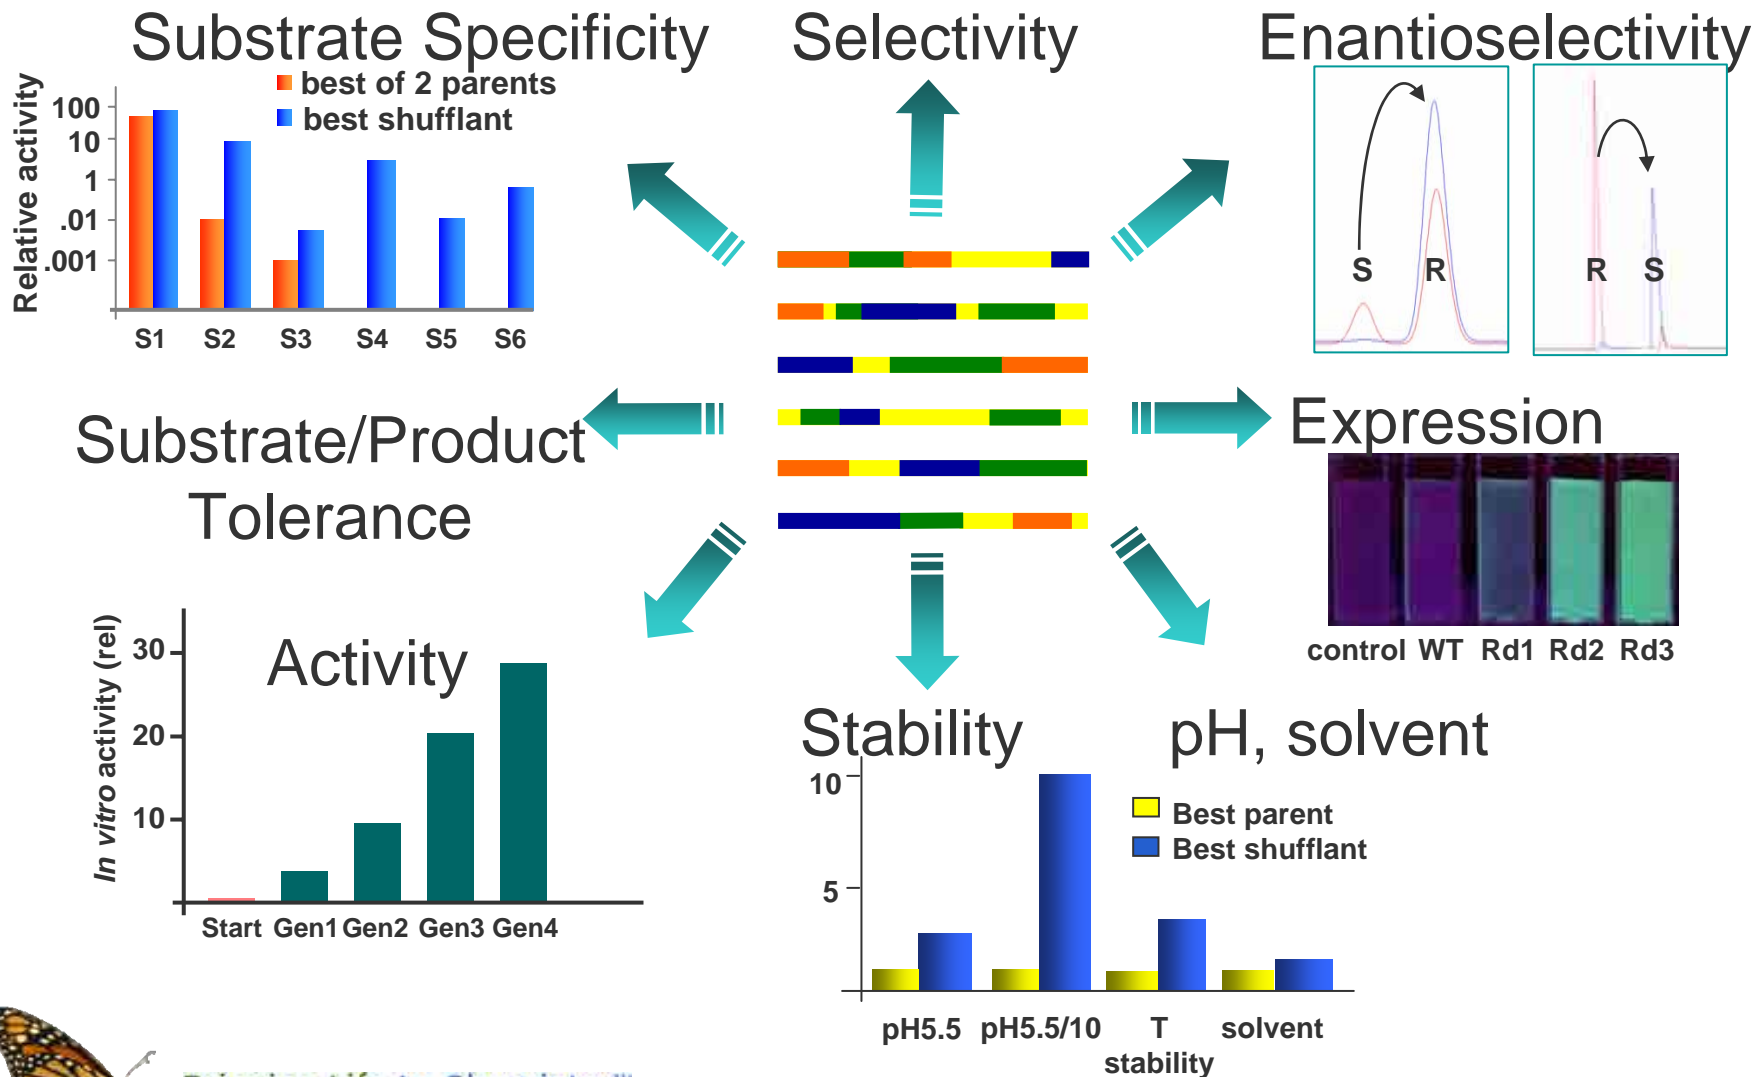 Substrate Specificity
Selectivity
Enantioselectivity
Relative activity
best of 2 parents
best shufflant
100
10
1
.01
.001
S1 S2 S3 S4 S5 S6
S R
R S
Substrate/Product
Tolerance
Expression
control WT Rd1 Rd2 Rd3
Activity
In vitro activity (rel)
30
20
10
Start Gen1 Gen2 Gen3 Gen4
Stability
pH, solvent
10
5
Best parent
Best shufflant
pH5.5 pH5.5/10 T solvent
stability